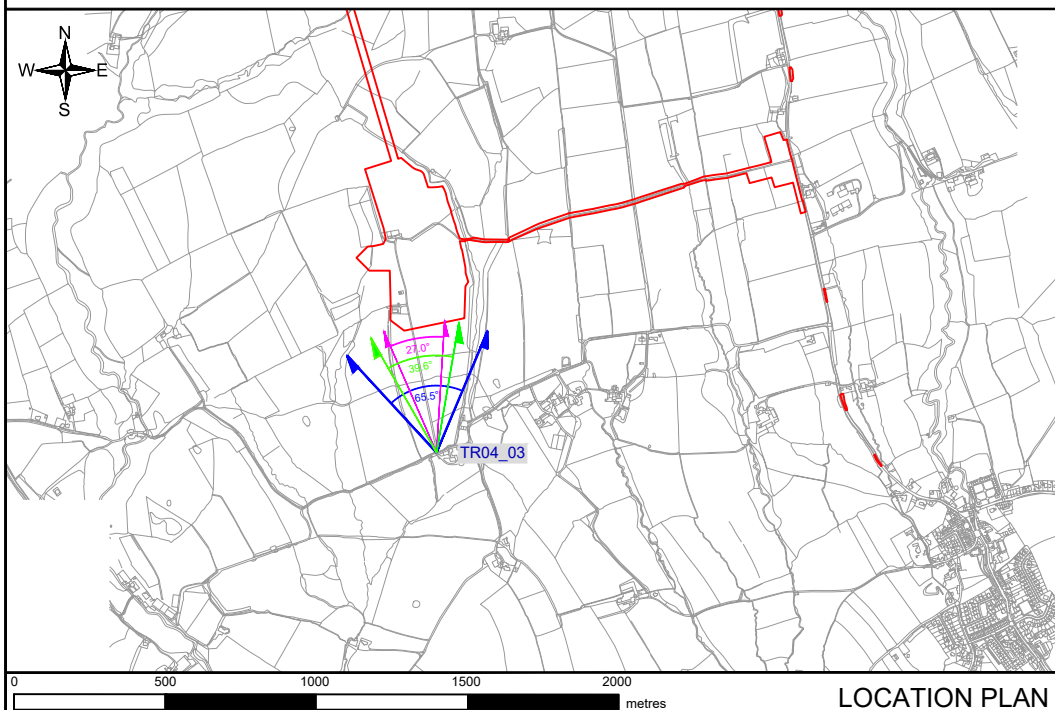 N
W E
S
27.0°
39.6°
65.5°
TR04_03
0 500 1000 1500 2000
metres
LOCATION PLAN